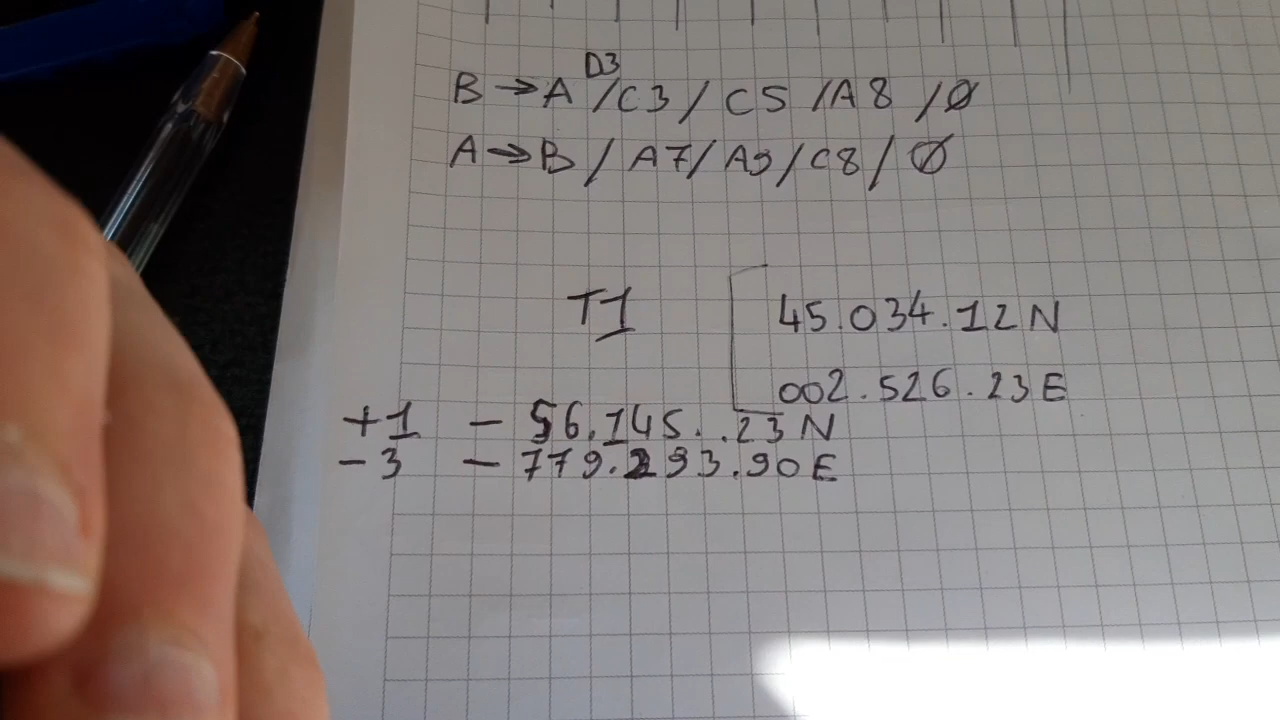 B → A D3 / C3 / C5 / A8 / Ø
A → B / A7 / A9 / C8 / Ø
T1
45.034.12N
002.526.23E
+1 - 56.145..23N
-3 - 779.293.90E